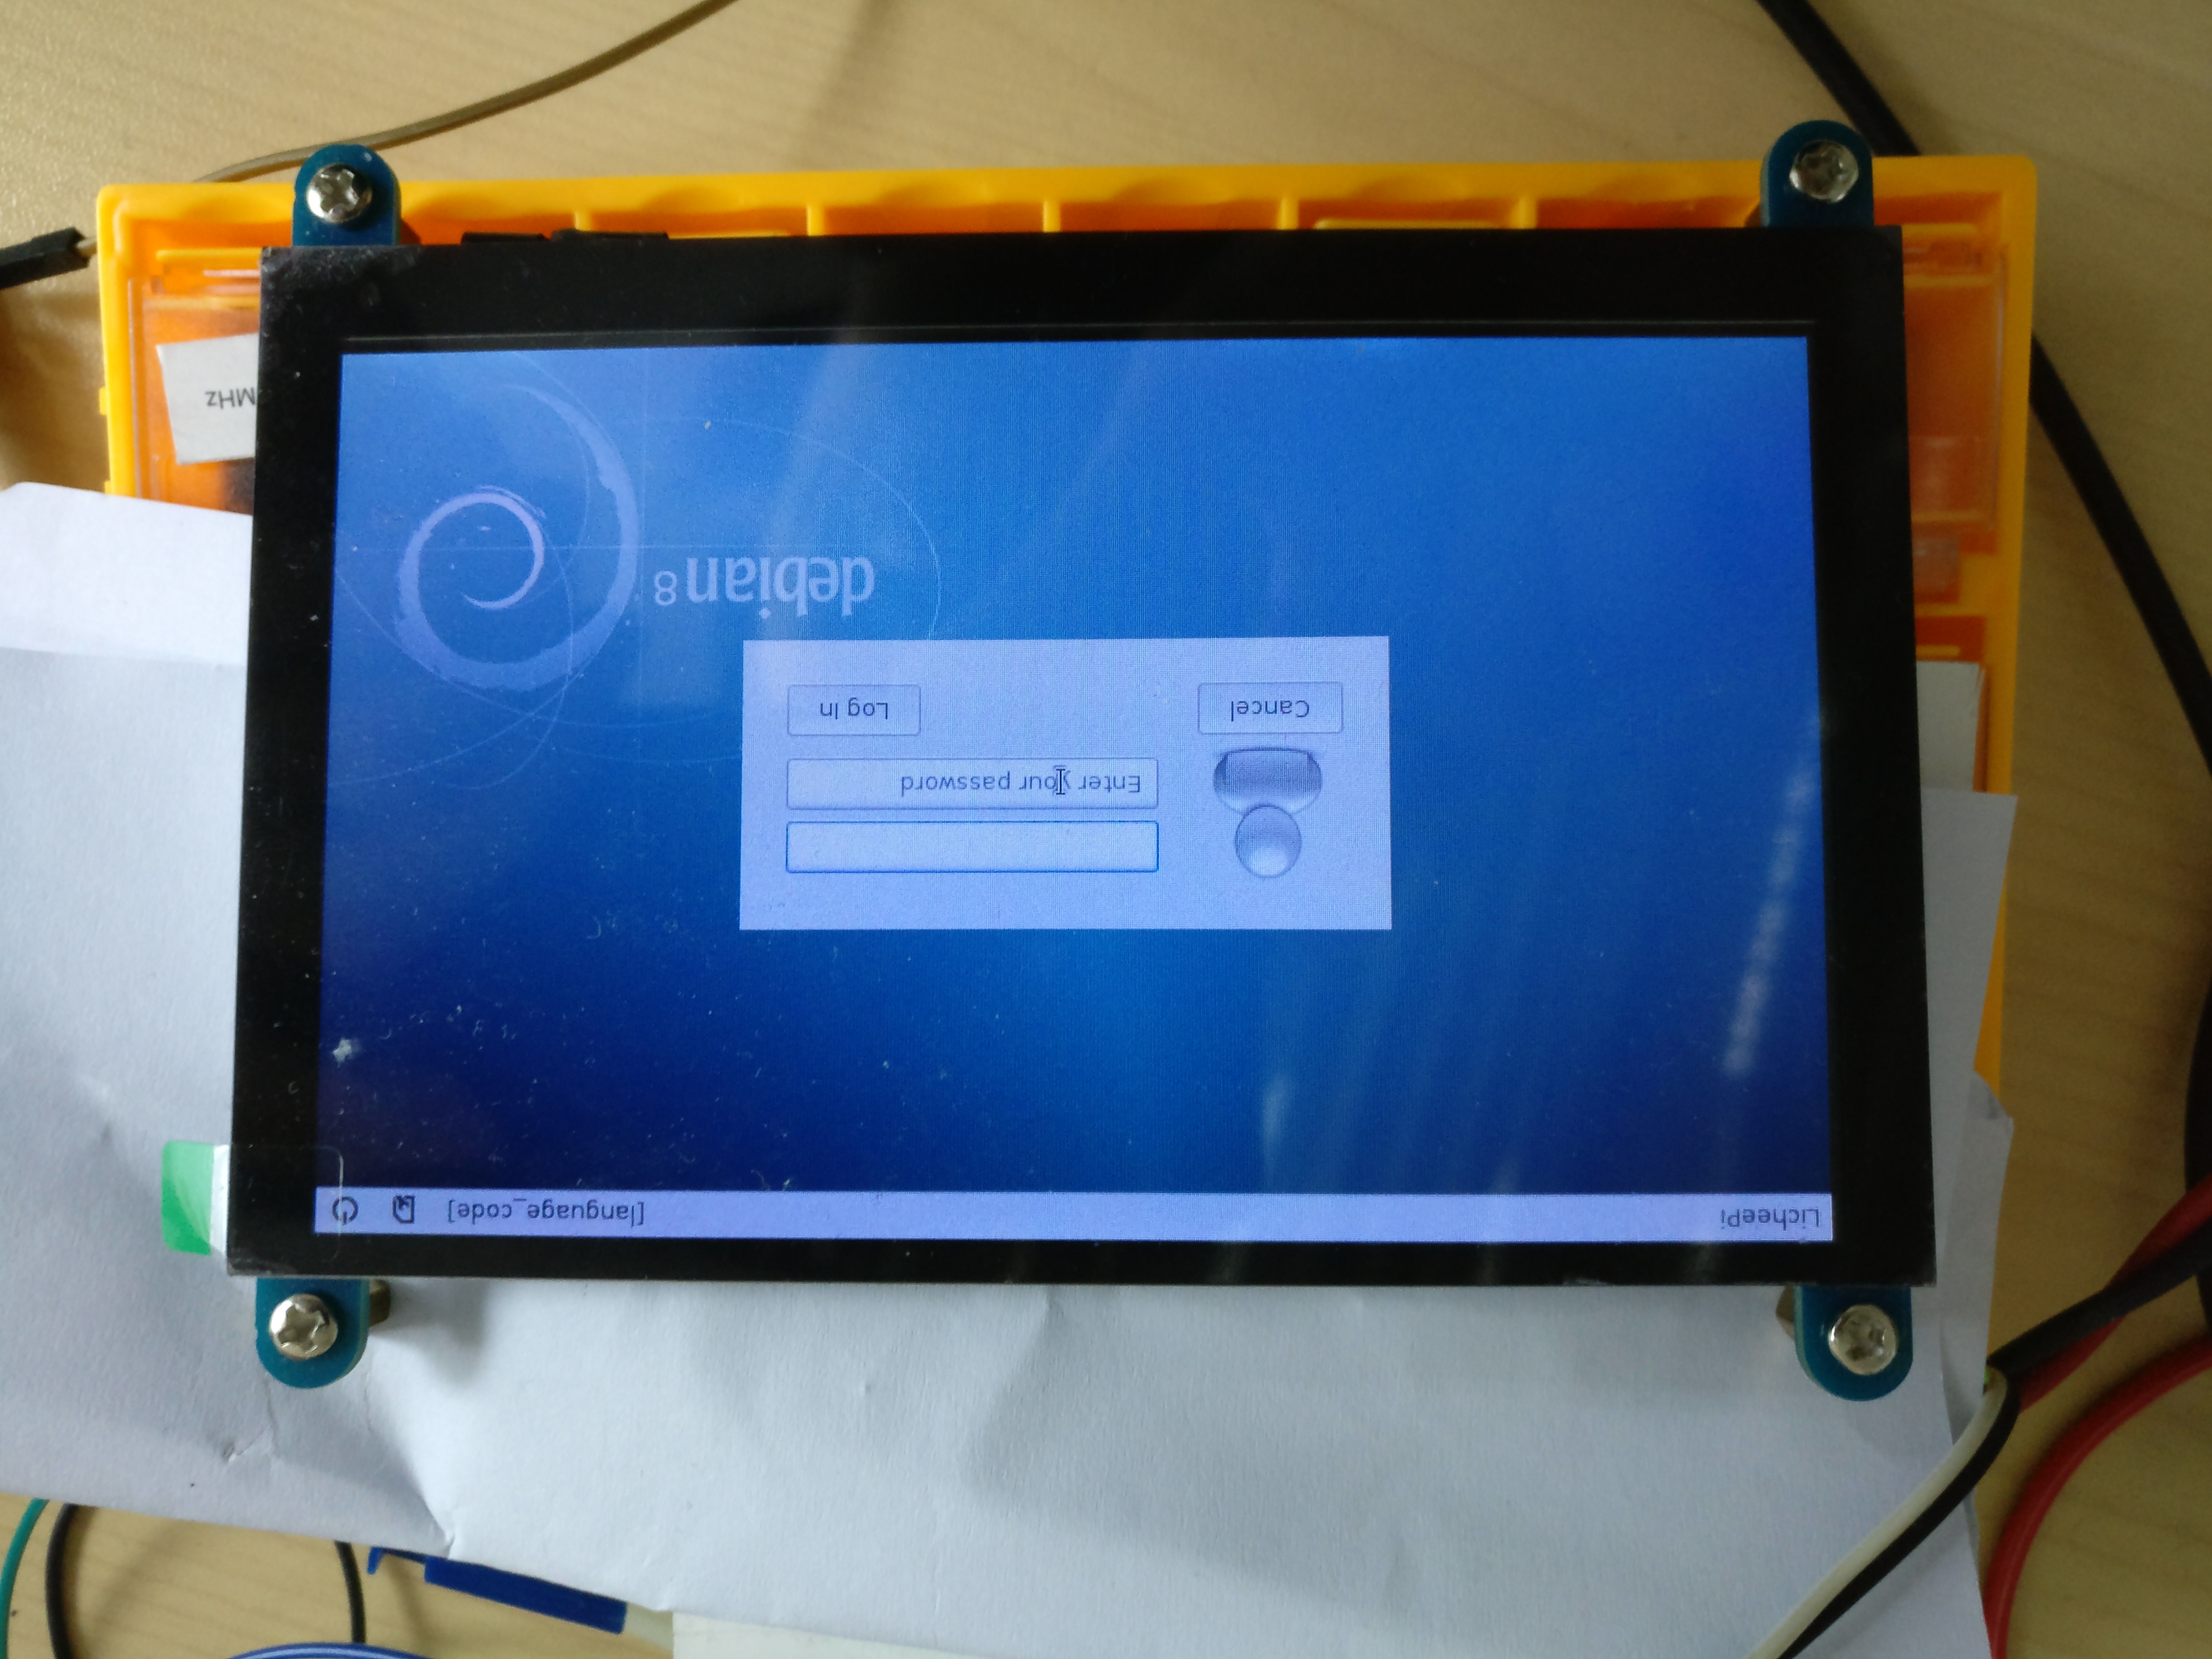 LicheePi [language_code]
Enter your password
Cancel Log In
debian 8
MHz